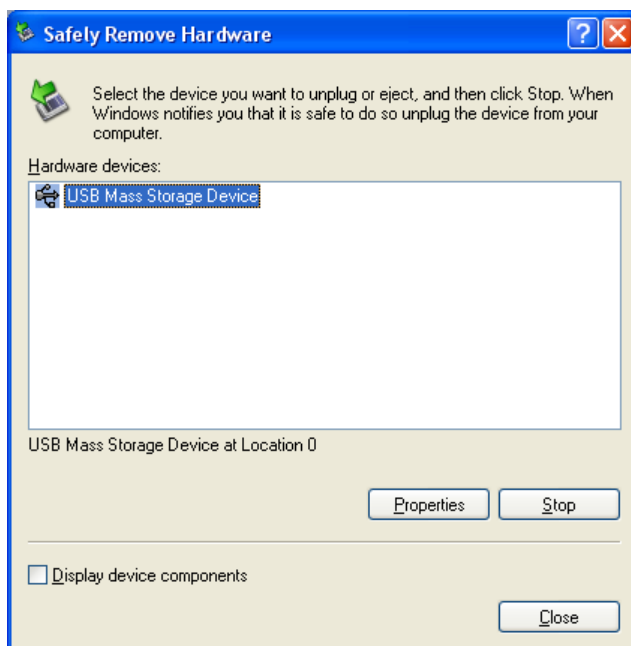 Safely Remove Hardware
Select the device you want to unplug or eject, and then click Stop. When
Windows notifies you that it is safe to do so unplug the device from your
computer.
Hardware devices:
USB Mass Storage Device
USB Mass Storage Device at Location 0
Properties Stop
Display device components
Close